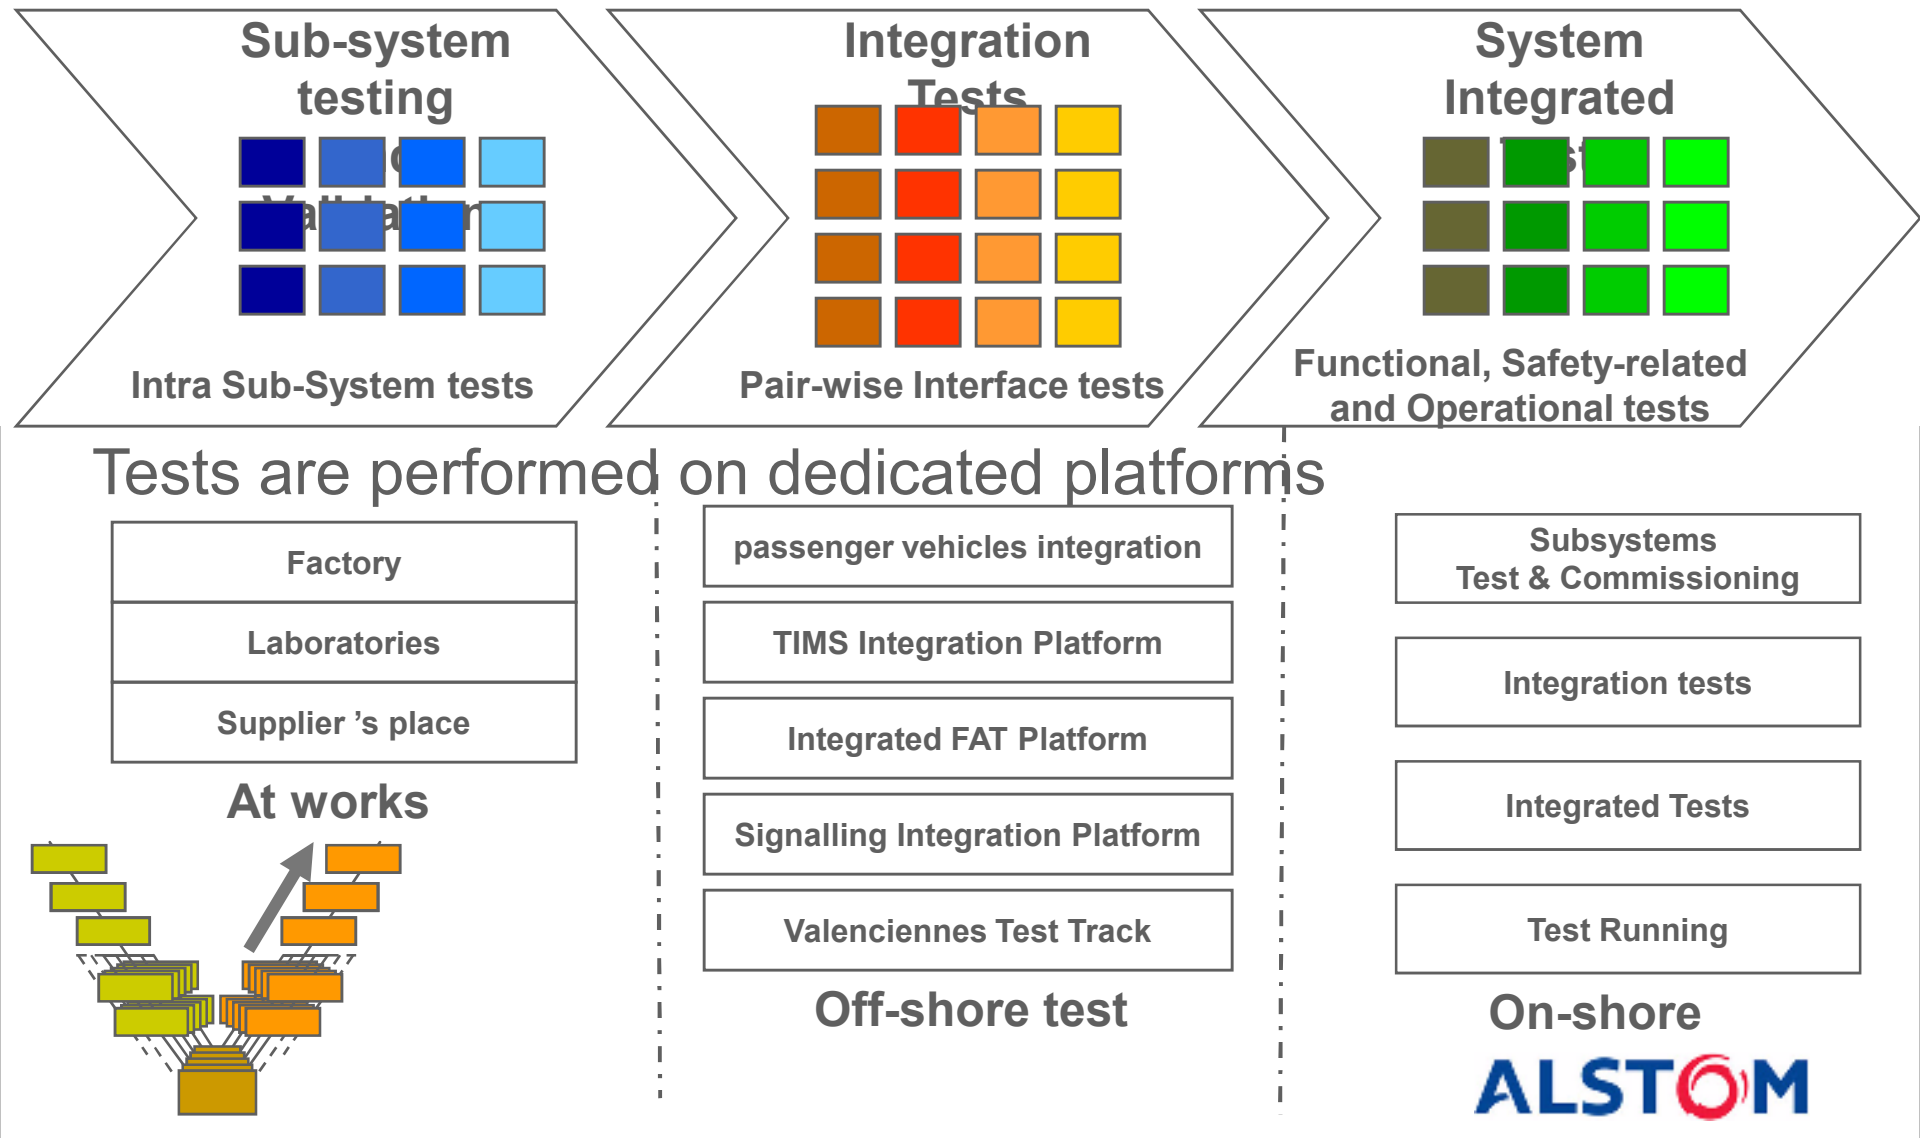 Sub-system
testing
Integration
Tests
System
Integrated
Intra Sub-System tests
Pair-wise Interface tests
Functional, Safety-related
and Operational tests
Tests are performed on dedicated platforms
Factory
Laboratories
Supplier ’s place
At works
passenger vehicles integration
TIMS Integration Platform
Integrated FAT Platform
Signalling Integration Platform
Valenciennes Test Track
Off-shore test
Subsystems
Test & Commissioning
Integration tests
Integrated Tests
Test Running
On-shore
ALSTOM